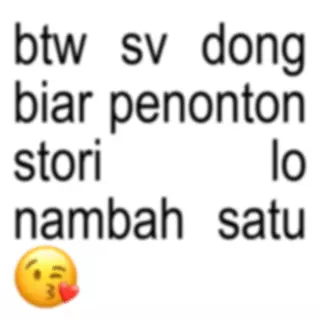 btw sv dong
biar penonton
stori lo
nambah satu
😘